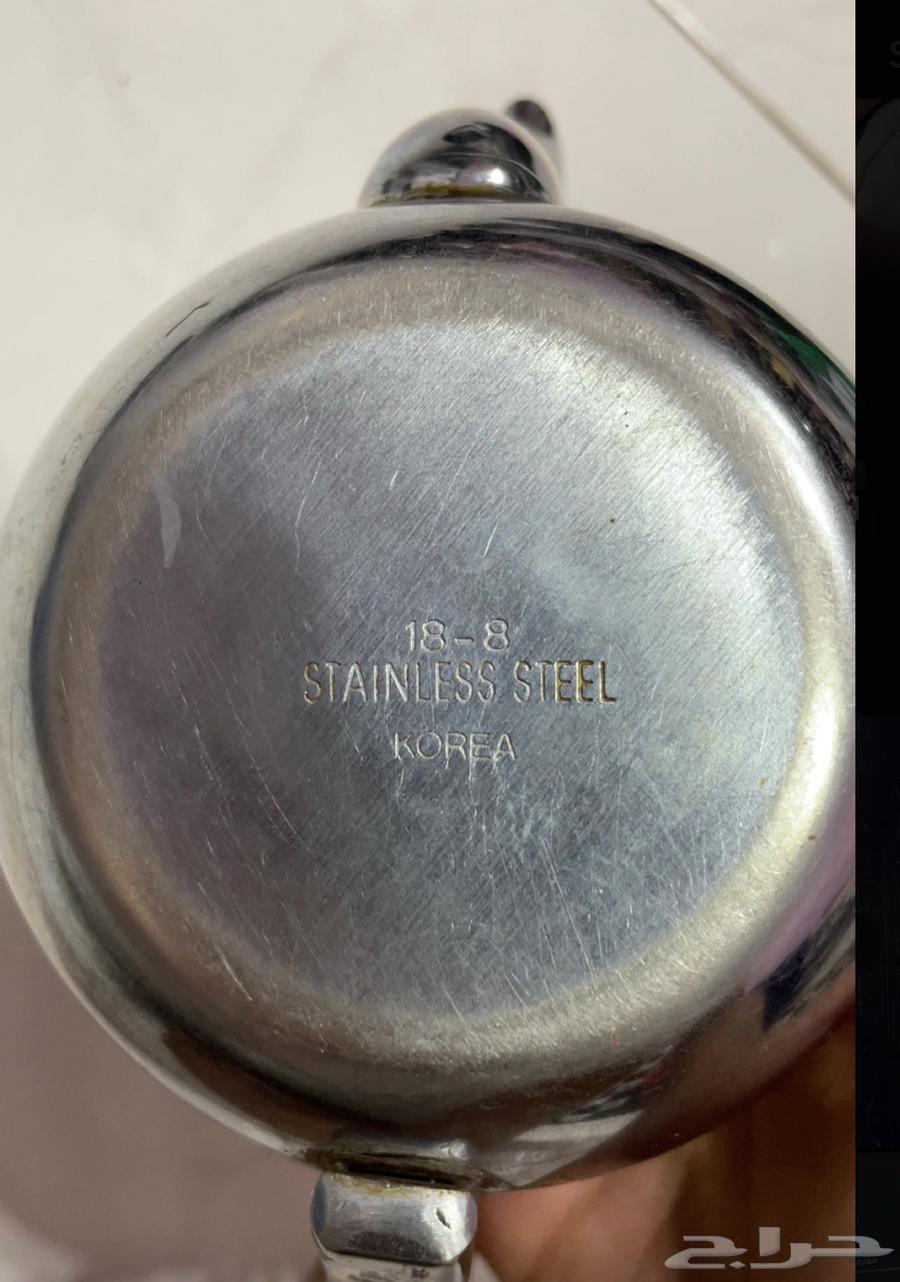 18-8
STAINLESS STEEL
KOREA
حراج